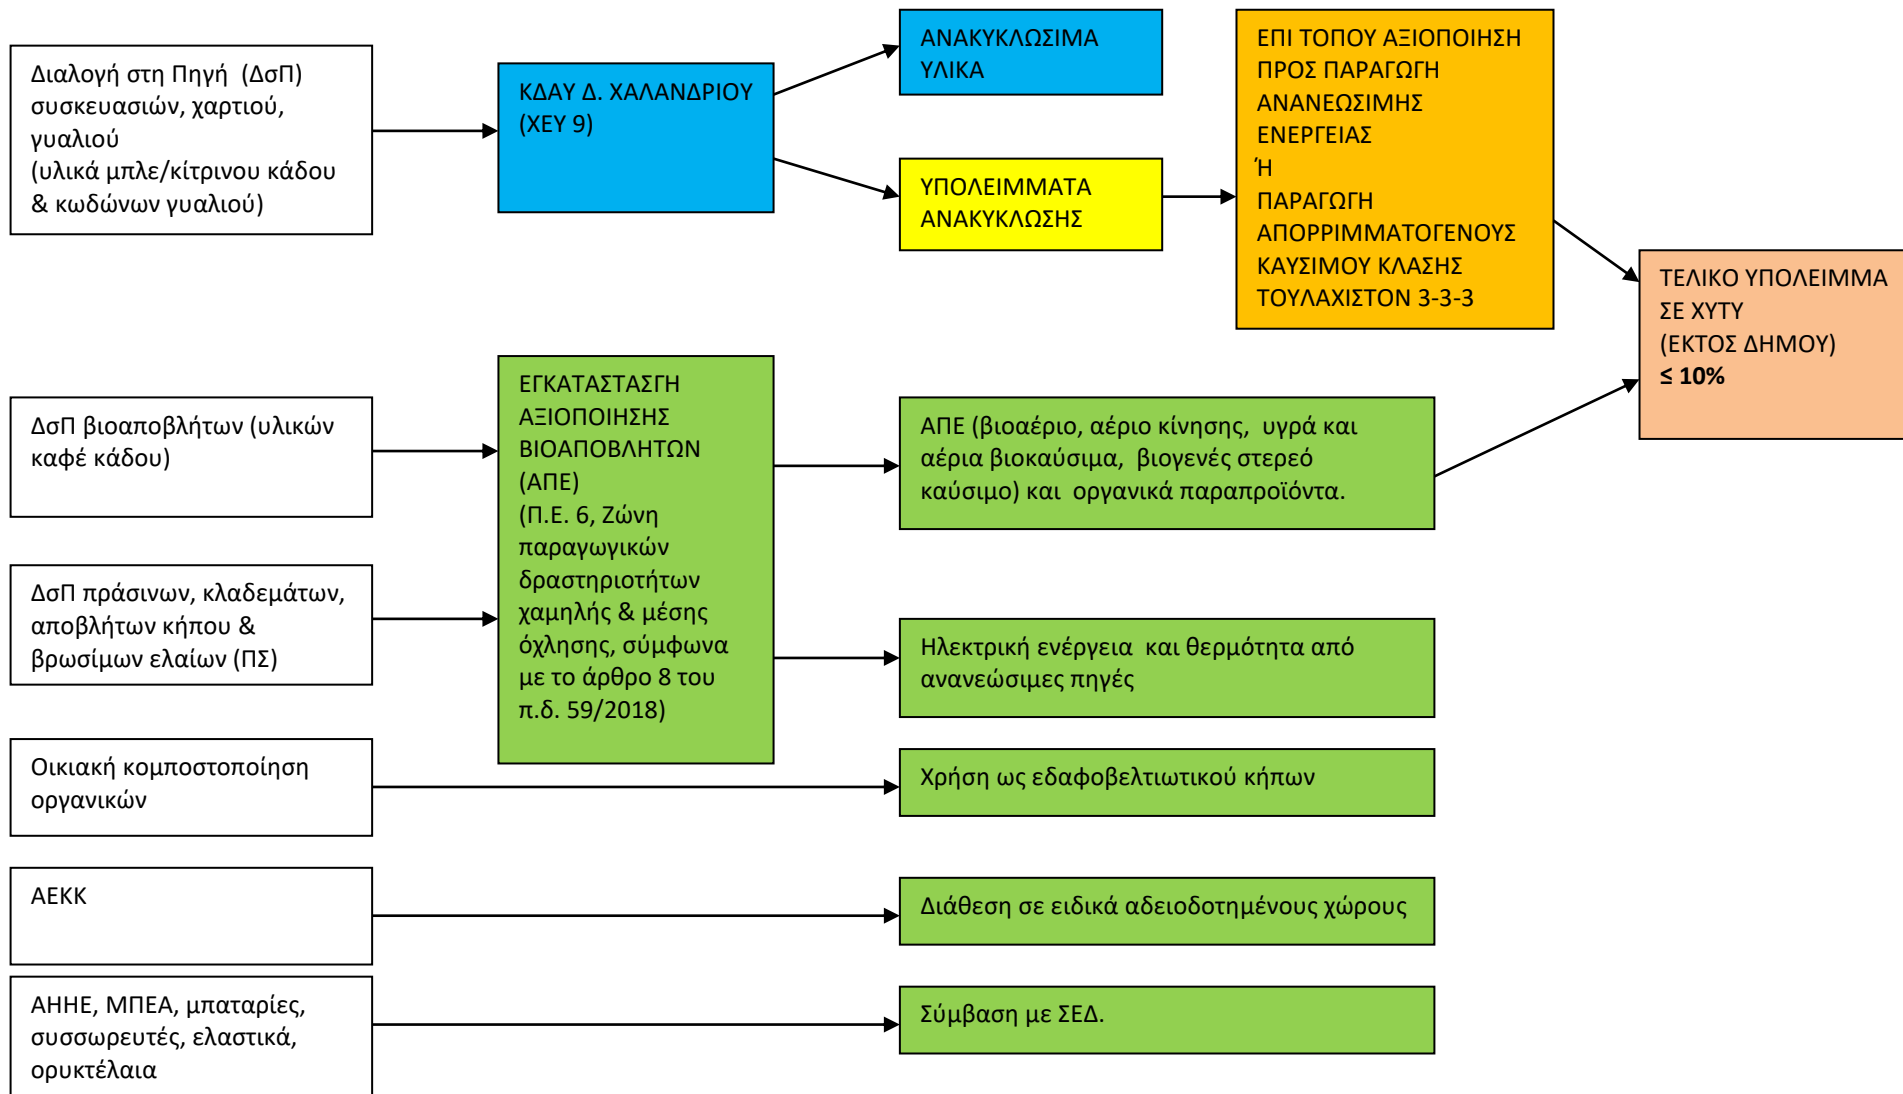 Διαλογή στη Πηγή (ΔσΠ)
συσκευασιών, χαρτιού,
γυαλιού
(υλικά μπλε/κίτρινου κάδου
& κωδώνων γυαλιού)
ΚΔΑΥ Δ. ΧΑΛΑΝΔΡΙΟΥ
(ΧΕΥ 9)
ΑΝΑΚΥΚΛΩΣΙΜΑ
ΥΛΙΚΑ
ΥΠΟΛΕΙΜΜΑΤΑ
ΑΝΑΚΥΚΛΩΣΗΣ
ΕΠΙ ΤΟΠΟΥ ΑΞΙΟΠΟΙΗΣΗ
ΠΡΟΣ ΠΑΡΑΓΩΓΗ
ΑΝΑΝΕΩΣΙΜΗΣ
ΕΝΕΡΓΕΙΑΣ
Ή
ΠΑΡΑΓΩΓΗ
ΑΠΟΡΡΙΜΜΑΤΟΓΕΝΟΥΣ
ΚΑΥΣΙΜΟΥ ΚΛΑΣΗΣ
ΤΟΥΛΑΧΙΣΤΟΝ 3-3-3
ΤΕΛΙΚΟ ΥΠΟΛΕΙΜΜΑ
ΣΕ ΧΥΤΥ
(ΕΚΤΟΣ ΔΗΜΟΥ)
≤ 10%
ΔσΠ βιοαποβλήτων (υλικών
καφέ κάδου)
ΔσΠ πράσινων, κλαδεμάτων,
αποβλήτων κήπου &
βρωσίμων ελαίων (ΠΣ)
ΕΓΚΑΤΑΣΤΑΣΓΗ
ΑΞΙΟΠΟΙΗΣΗΣ
ΒΙΟΑΠΟΒΛΗΤΩΝ
(ΑΠΕ)
(Π.Ε. 6, Ζώνη
παραγωγικών
δραστηριοτήτων
χαμηλής & μέσης
όχλησης, σύμφωνα
με το άρθρο 8 του
π.δ. 59/2018)
ΑΠΕ (βιοαέριο, αέριο κίνησης, υγρά και
αέρια βιοκαύσιμα, βιογενές στερεό
καύσιμο) και οργανικά παραπροϊόντα.
Ηλεκτρική ενέργεια και θερμότητα από
ανανεώσιμες πηγές
Οικιακή κομποστοποίηση
οργανικών
Χρήση ως εδαφοβελτιωτικού κήπων
ΑΕΚΚ
Διάθεση σε ειδικά αδειοδοτημένους χώρους
ΑΗΗΕ, ΜΠΕΑ, μπαταρίες,
συσσωρευτές, ελαστικά,
ορυκτέλαια
Σύμβαση με ΣΕΔ.